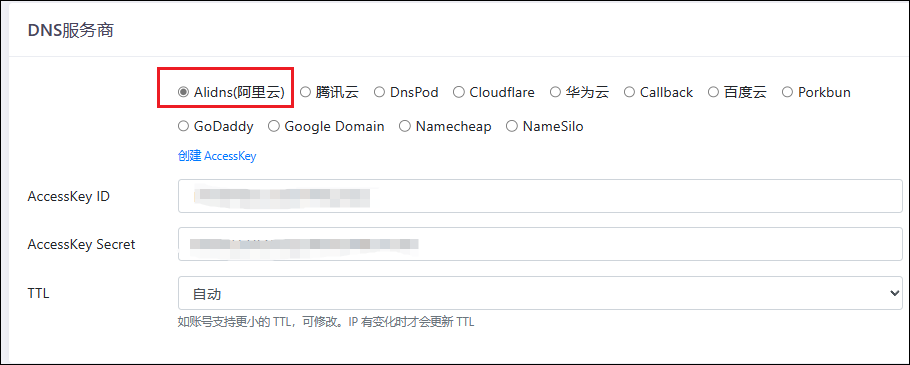 DNS服务商
Alidns(阿里云) 腾讯云 DnsPod Cloudflare 华为云 Callback 百度云 Porkbun
GoDaddy Google Domain Namecheap NameSilo
创建 AccessKey
AccessKey ID
AccessKey Secret
TTL 自动
如账号支持更小的 TTL，可修改。IP 有变化时才会更新 TTL